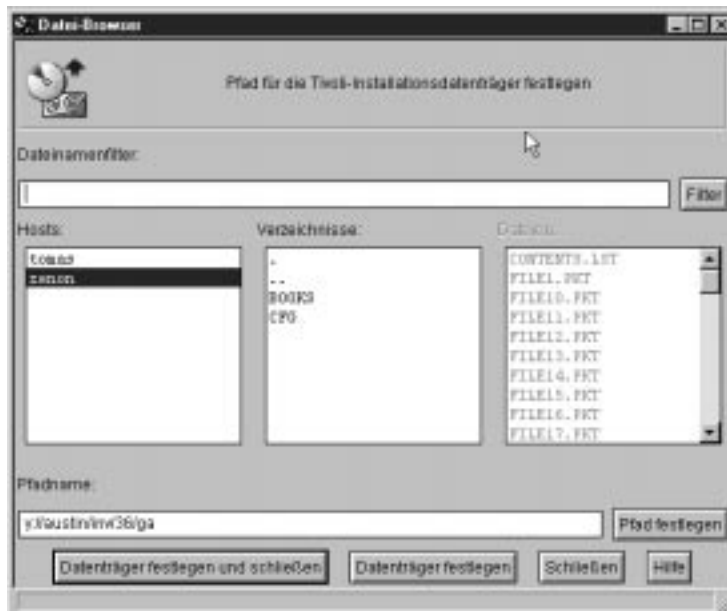 Datei-Browser
Pfad für die Tivoli-Installationsdatenträger festlegen
Dateinamenfilter:
Filter
Hosts:
tomas
zenon
Verzeichnisse:
.
..
BOOKS
CFG
Dateien:
CONTENTS.LST
FILE1.PKT
FILE10.PKT
FILE11.PKT
FILE12.PKT
FILE13.PKT
FILE14.PKT
FILE15.PKT
FILE16.PKT
FILE17.PKT
Pfadname:
y://austin/inv/36/ga
Pfad festlegen
Datenträger festlegen und schließen
Datenträger festlegen
Schließen
Hilfe